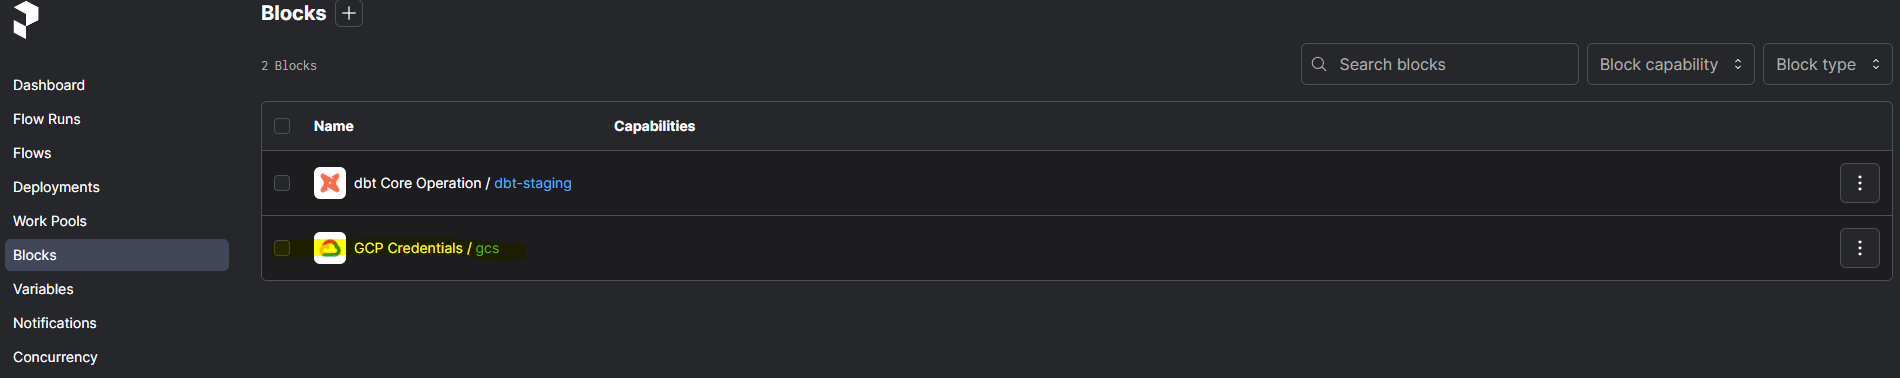 Blocks
2 Blocks
Search blocks
Block capability
Block type
Dashboard
Flow Runs
Flows
Deployments
Work Pools
Blocks
Variables
Notifications
Concurrency
Name Capabilities
dbt Core Operation / dbt-staging
GCP Credentials / gcs